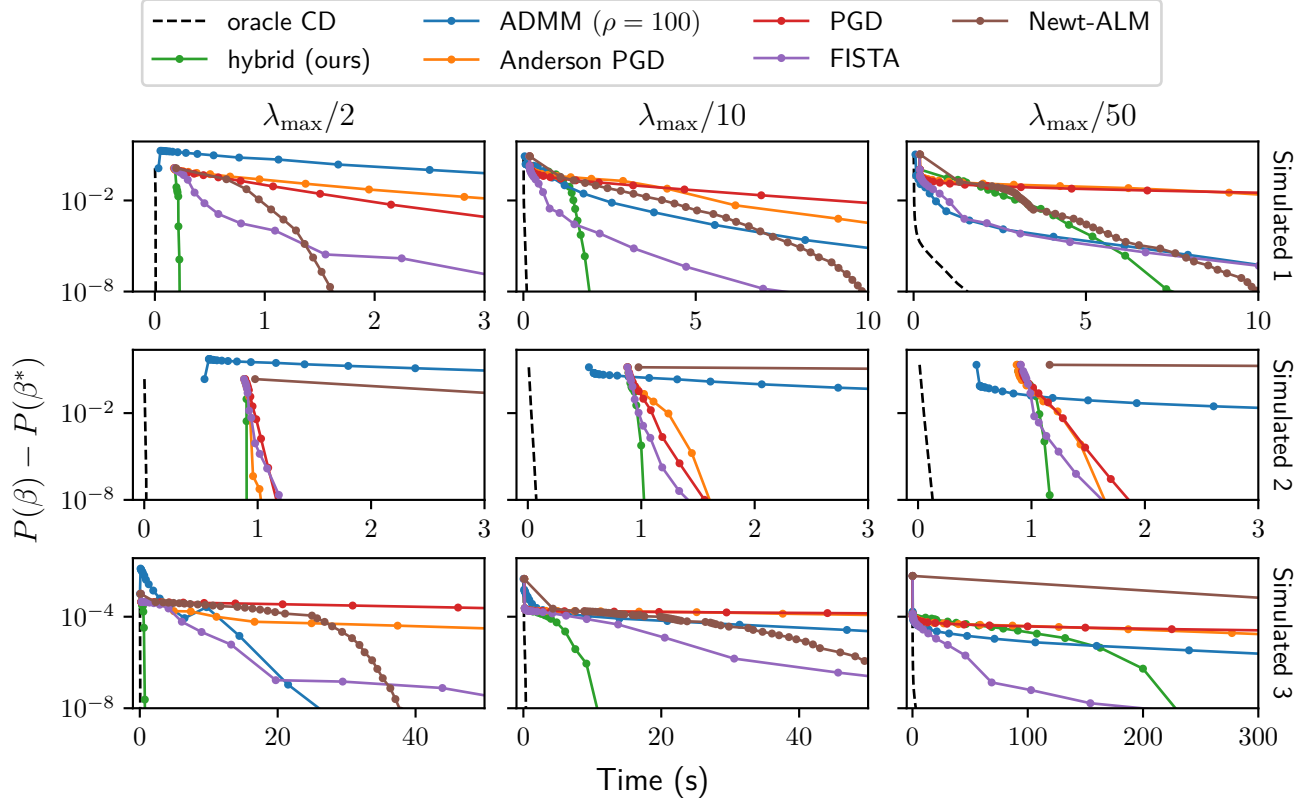 oracle CD
hybrid (ours)
ADMM (ρ = 100)
Anderson PGD
PGD
FISTA
Newt-ALM
λmax/2
λmax/10
λmax/50
P(β) − P(β*)
10⁻²
10⁻⁸
0 1 2 3
0 5 10
0 5 10
Simulated 1
10⁻²
10⁻⁸
0 1 2 3
0 1 2 3
0 1 2 3
Simulated 2
10⁻⁴
10⁻⁸
0 20 40
0 20 40
0 100 200 300
Simulated 3
Time (s)